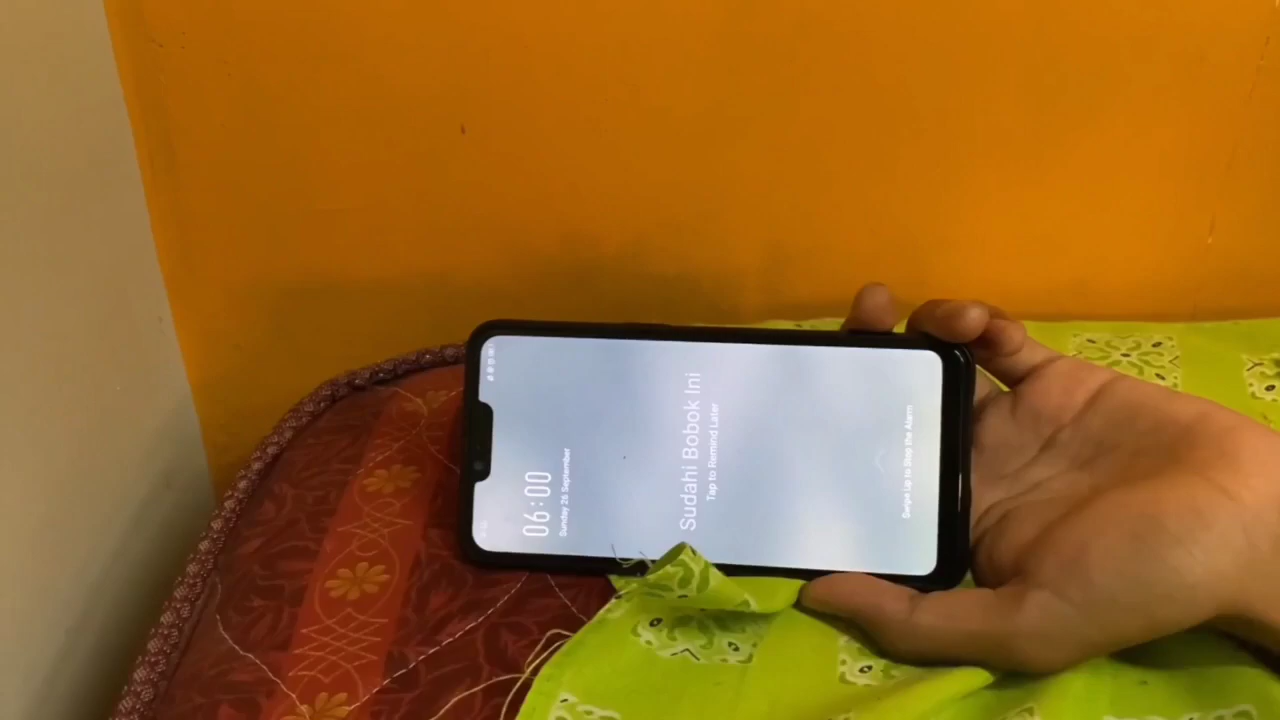 06:00
Sunday 26 September
Sudahi Bobok Ini
Tap to Remind Later
Swipe Up to Stop the Alarm